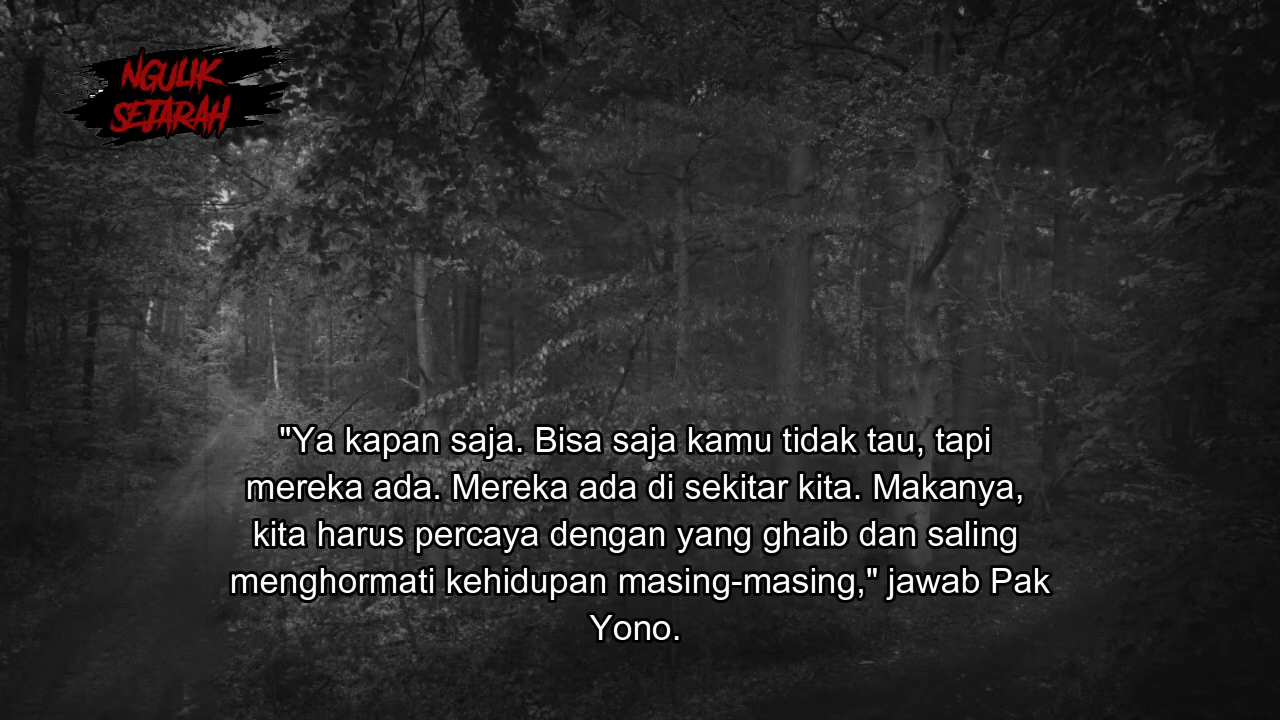 NGULIK
SEJARAH
"Ya kapan saja. Bisa saja kamu tidak tau, tapi
mereka ada. Mereka ada di sekitar kita. Makanya,
kita harus percaya dengan yang ghaib dan saling
menghormati kehidupan masing-masing," jawab Pak
Yono.